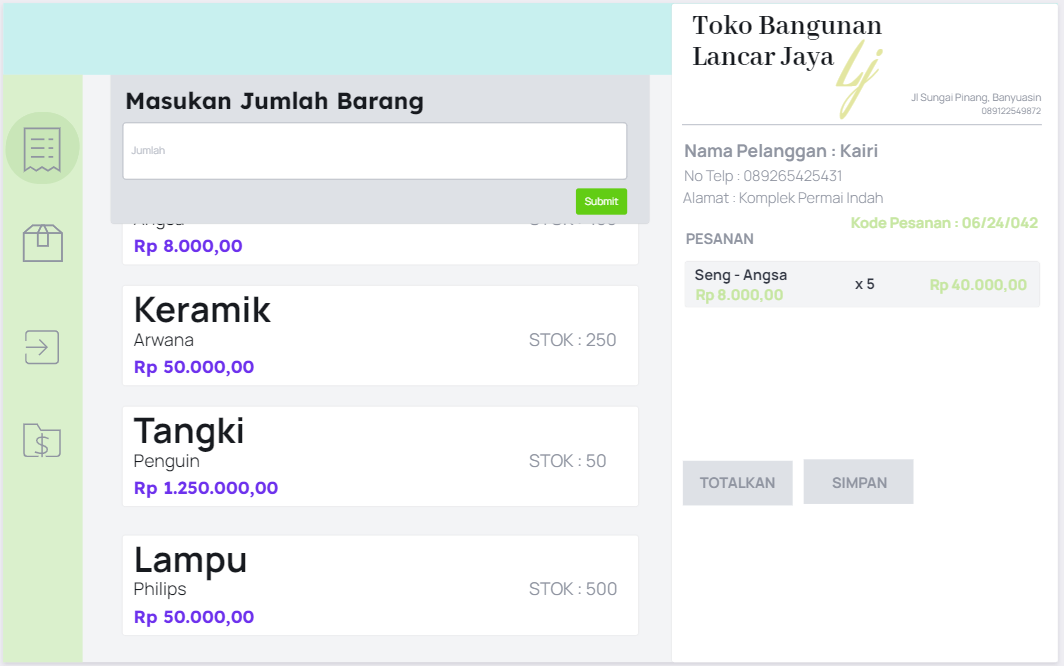 Masukan Jumlah Barang
Jumlah
Submit
Rp 8.000,00
Keramik
Arwana
STOK : 250
Rp 50.000,00
Tangki
Penguin
STOK : 50
Rp 1.250.000,00
Lampu
Philips
STOK : 500
Rp 50.000,00
Toko Bangunan
Lancar Jaya
Lj
Jl Sungai Pinang, Banyuasin
089122549872
Nama Pelanggan : Kairi
No Telp : 089265425431
Alamat : Komplek Permai Indah
Kode Pesanan : 06/24/042
PESANAN
Seng - Angsa
Rp 8.000,00
x 5
Rp 40.000,00
TOTALKAN
SIMPAN